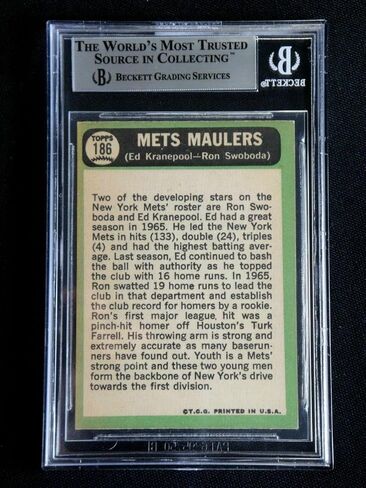 THE WORLD'S MOST TRUSTED
SOURCE IN COLLECTING™
BECKETT GRADING SERVICES
BECKETT
TOPPS
186
METS MAULERS
(Ed Kranepool—Ron Swoboda)
Two of the developing stars on the
New York Mets' roster are Ron Swo-
boda and Ed Kranepool. Ed had a great
season in 1965. He led the New York
Mets in hits (133), double (24), triples
(4) and had the highest batting aver-
age. Last season, Ed continued to bash
the ball with authority as he topped
the club with 16 home runs. In 1965,
Ron swatted 19 home runs to lead the
club in that department and establish
the club record for homers by a rookie.
Ron's first major league, hit was a
pinch-hit homer off Houston's Turk
Farrell. His throwing arm is strong and
extremely accurate as many baserun-
ners have found out. Youth is a Mets'
strong point and these two young men
form the backbone of New York's drive
towards the first division.
©T.C.G. PRINTED IN U.S.A.